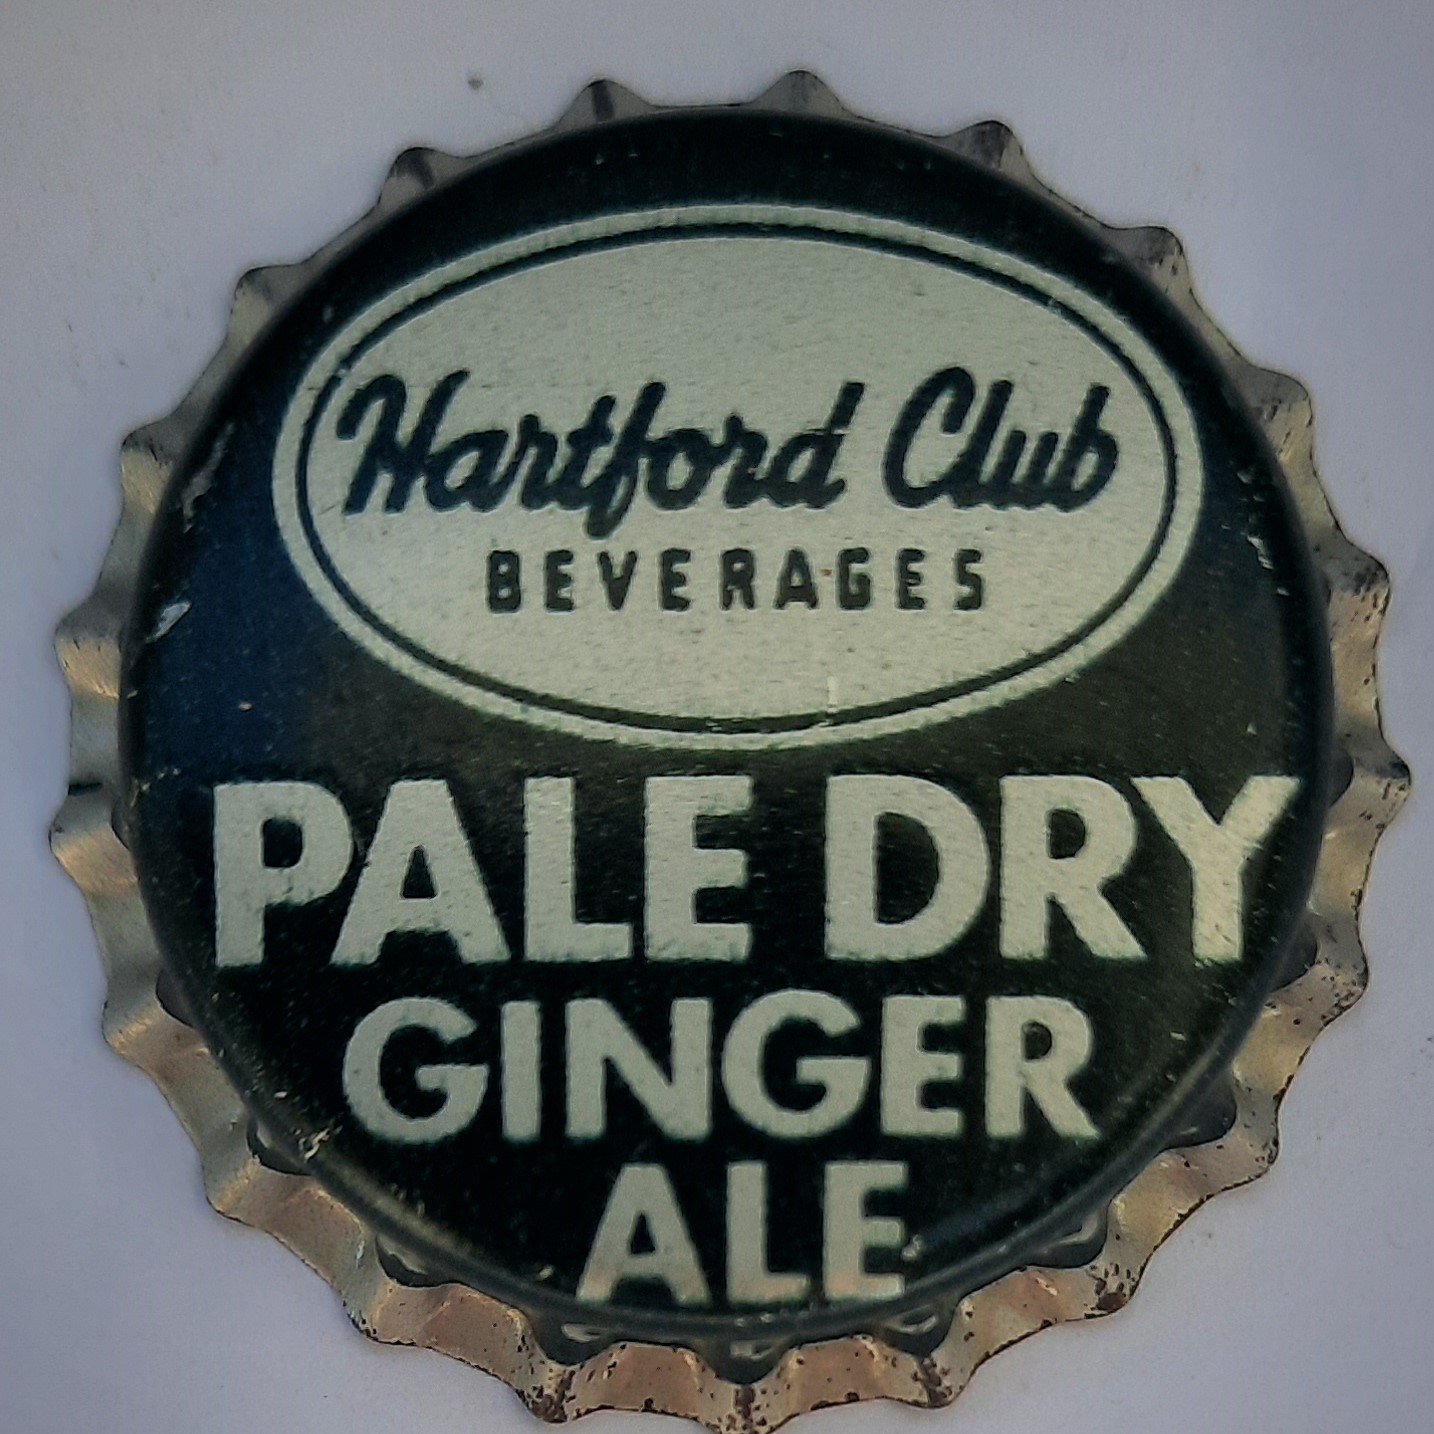 Hartford Club
BEVERAGES
PALE DRY
GINGER
ALE